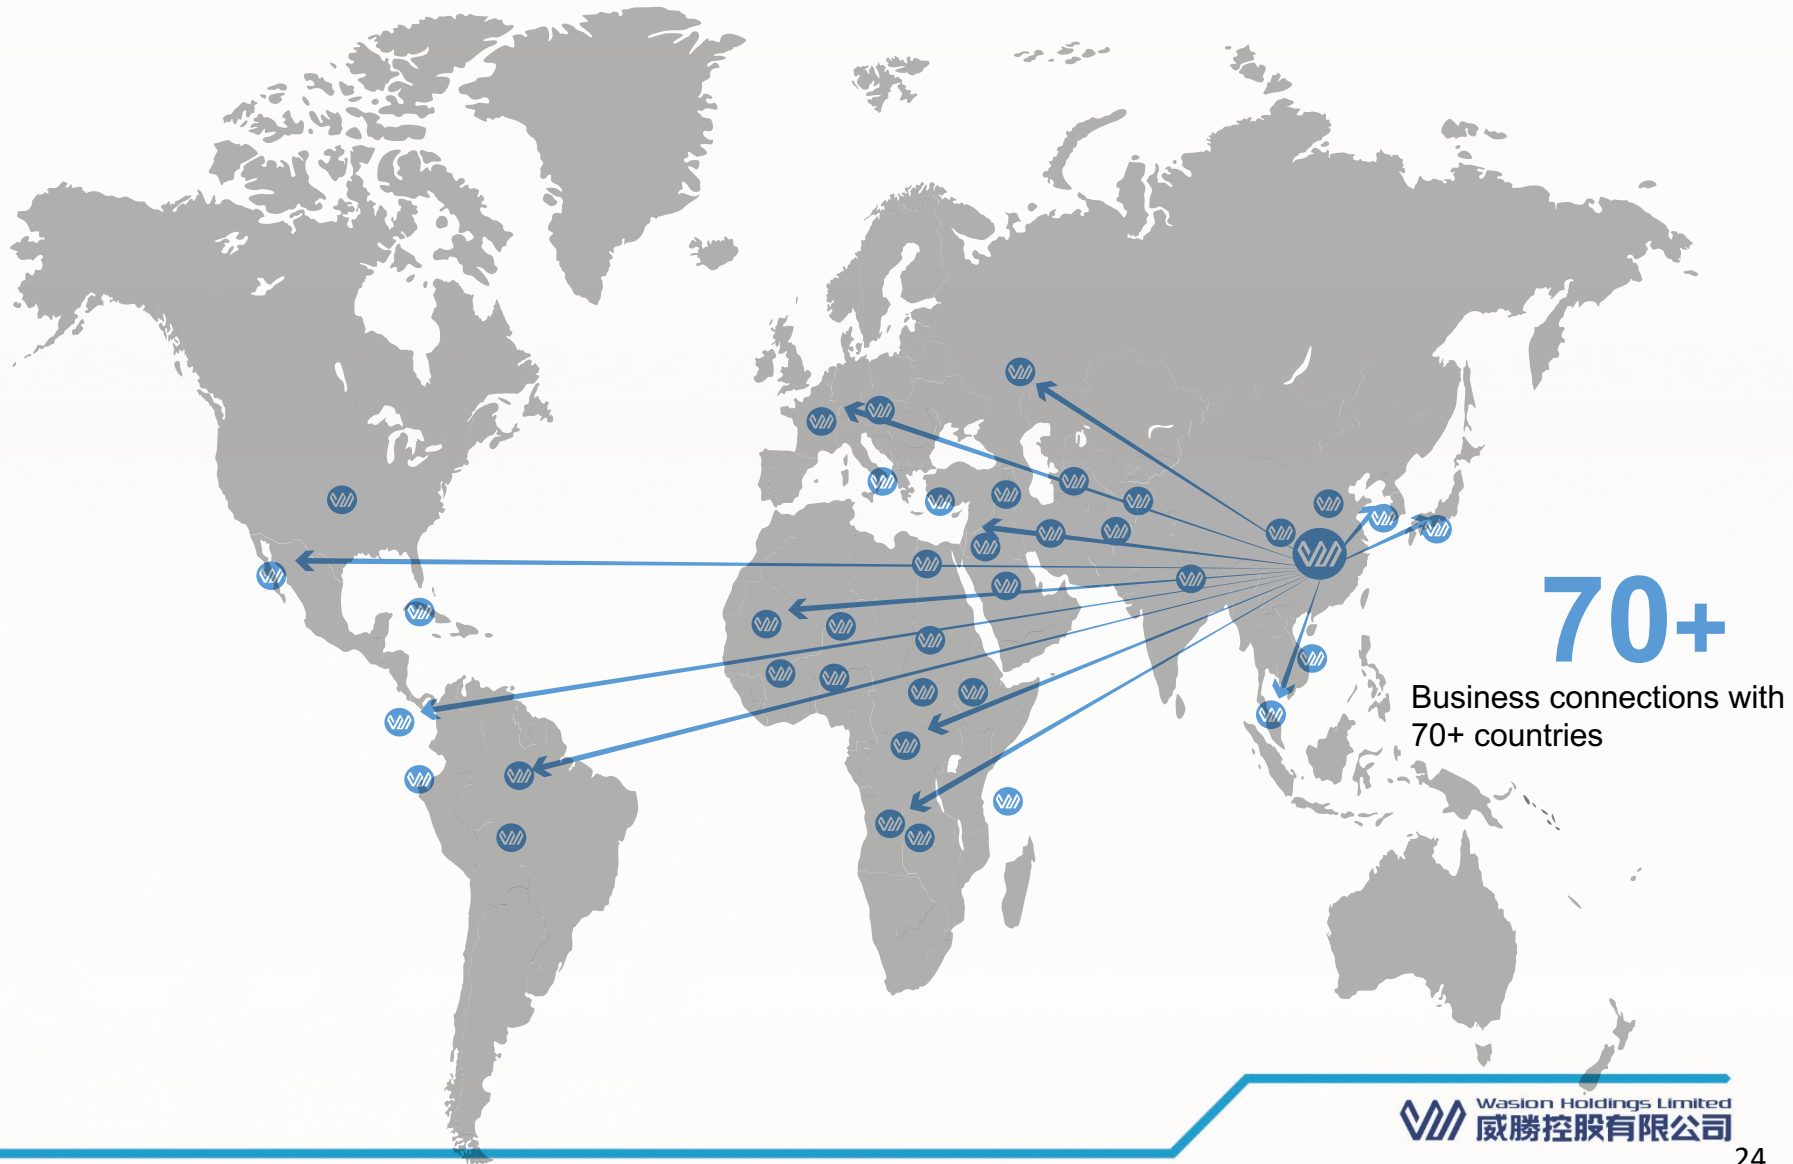 70+
Business connections with
70+ countries
Wasion Holdings Limited
威勝控股有限公司
24